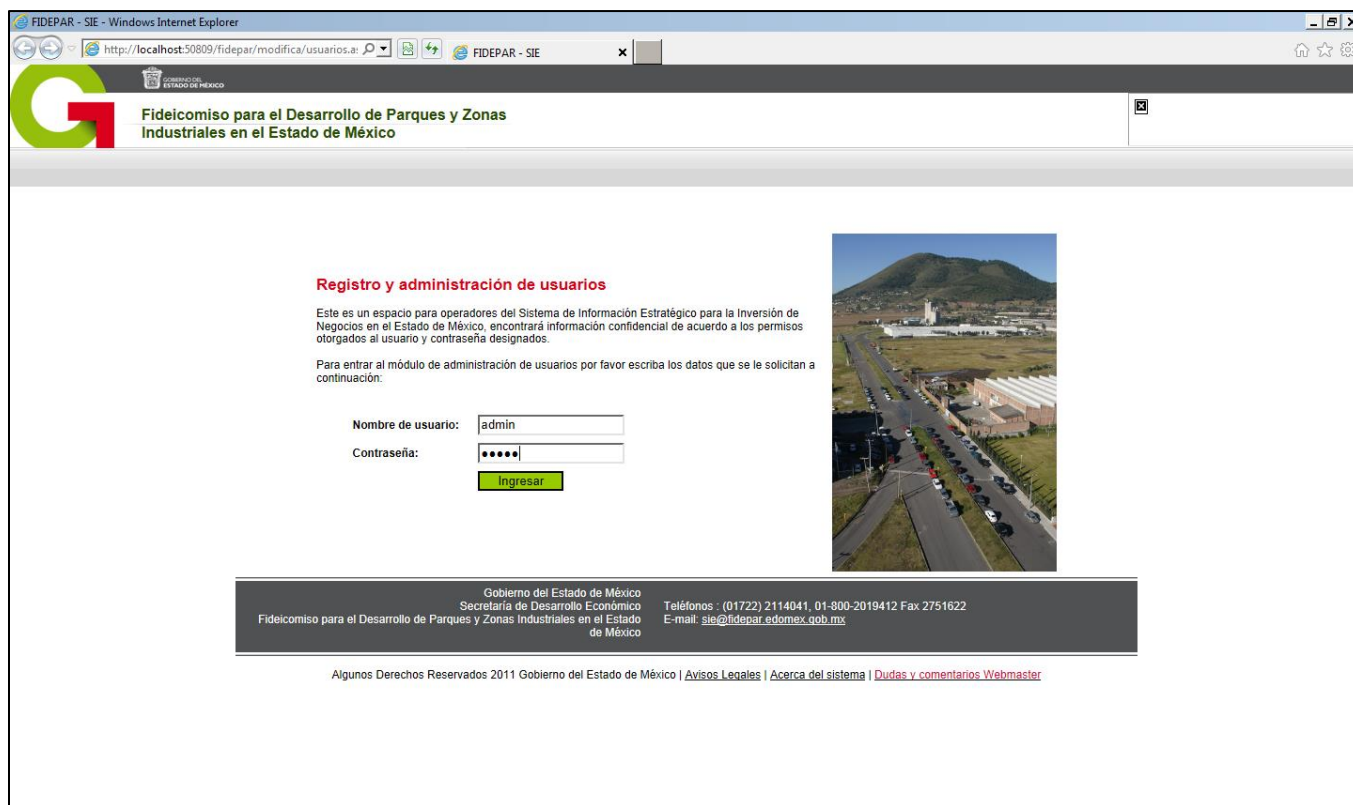 FIDEPAR - SIE - Windows Internet Explorer
http://localhost:50809/fidepar/modifica/usuarios.a:
FIDEPAR - SIE
GOBIERNO DEL
ESTADO DE MÉXICO
Fideicomiso para el Desarrollo de Parques y Zonas
Industriales en el Estado de México
Registro y administración de usuarios
Este es un espacio para operadores del Sistema de Información Estratégico para la Inversión de
Negocios en el Estado de México, encontrará información confidencial de acuerdo a los permisos
otorgados al usuario y contraseña designados.
Para entrar al módulo de administración de usuarios por favor escriba los datos que se le solicitan a
continuación:
Nombre de usuario: admin
Contraseña: •••••
Ingresar
Gobierno del Estado de México
Secretaría de Desarrollo Económico
Fideicomiso para el Desarrollo de Parques y Zonas Industriales en el Estado
de México
Teléfonos : (01722) 2114041, 01-800-2019412 Fax 2751622
E-mail: sie@fidepar.edomex.gob.mx
Algunos Derechos Reservados 2011 Gobierno del Estado de México | Avisos Legales | Acerca del sistema | Dudas y comentarios Webmaster